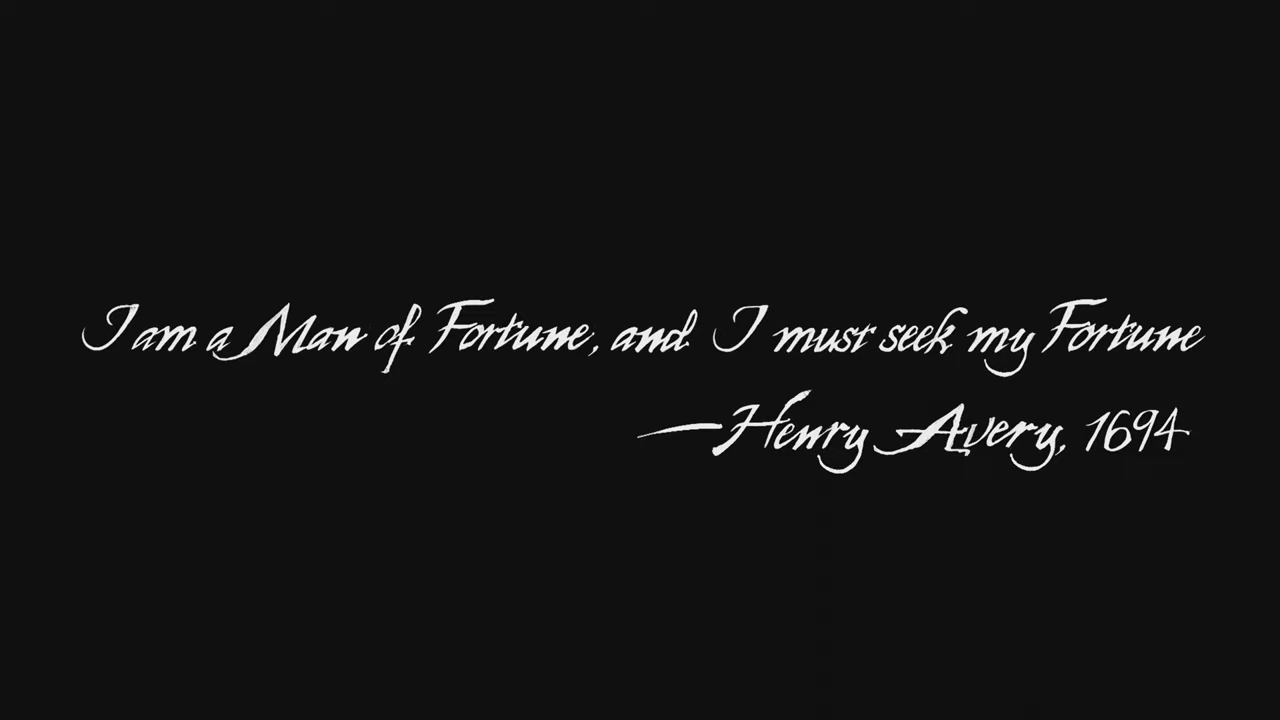 I am a Man of Fortune, and I must seek my Fortune
—Henry Avery, 1694